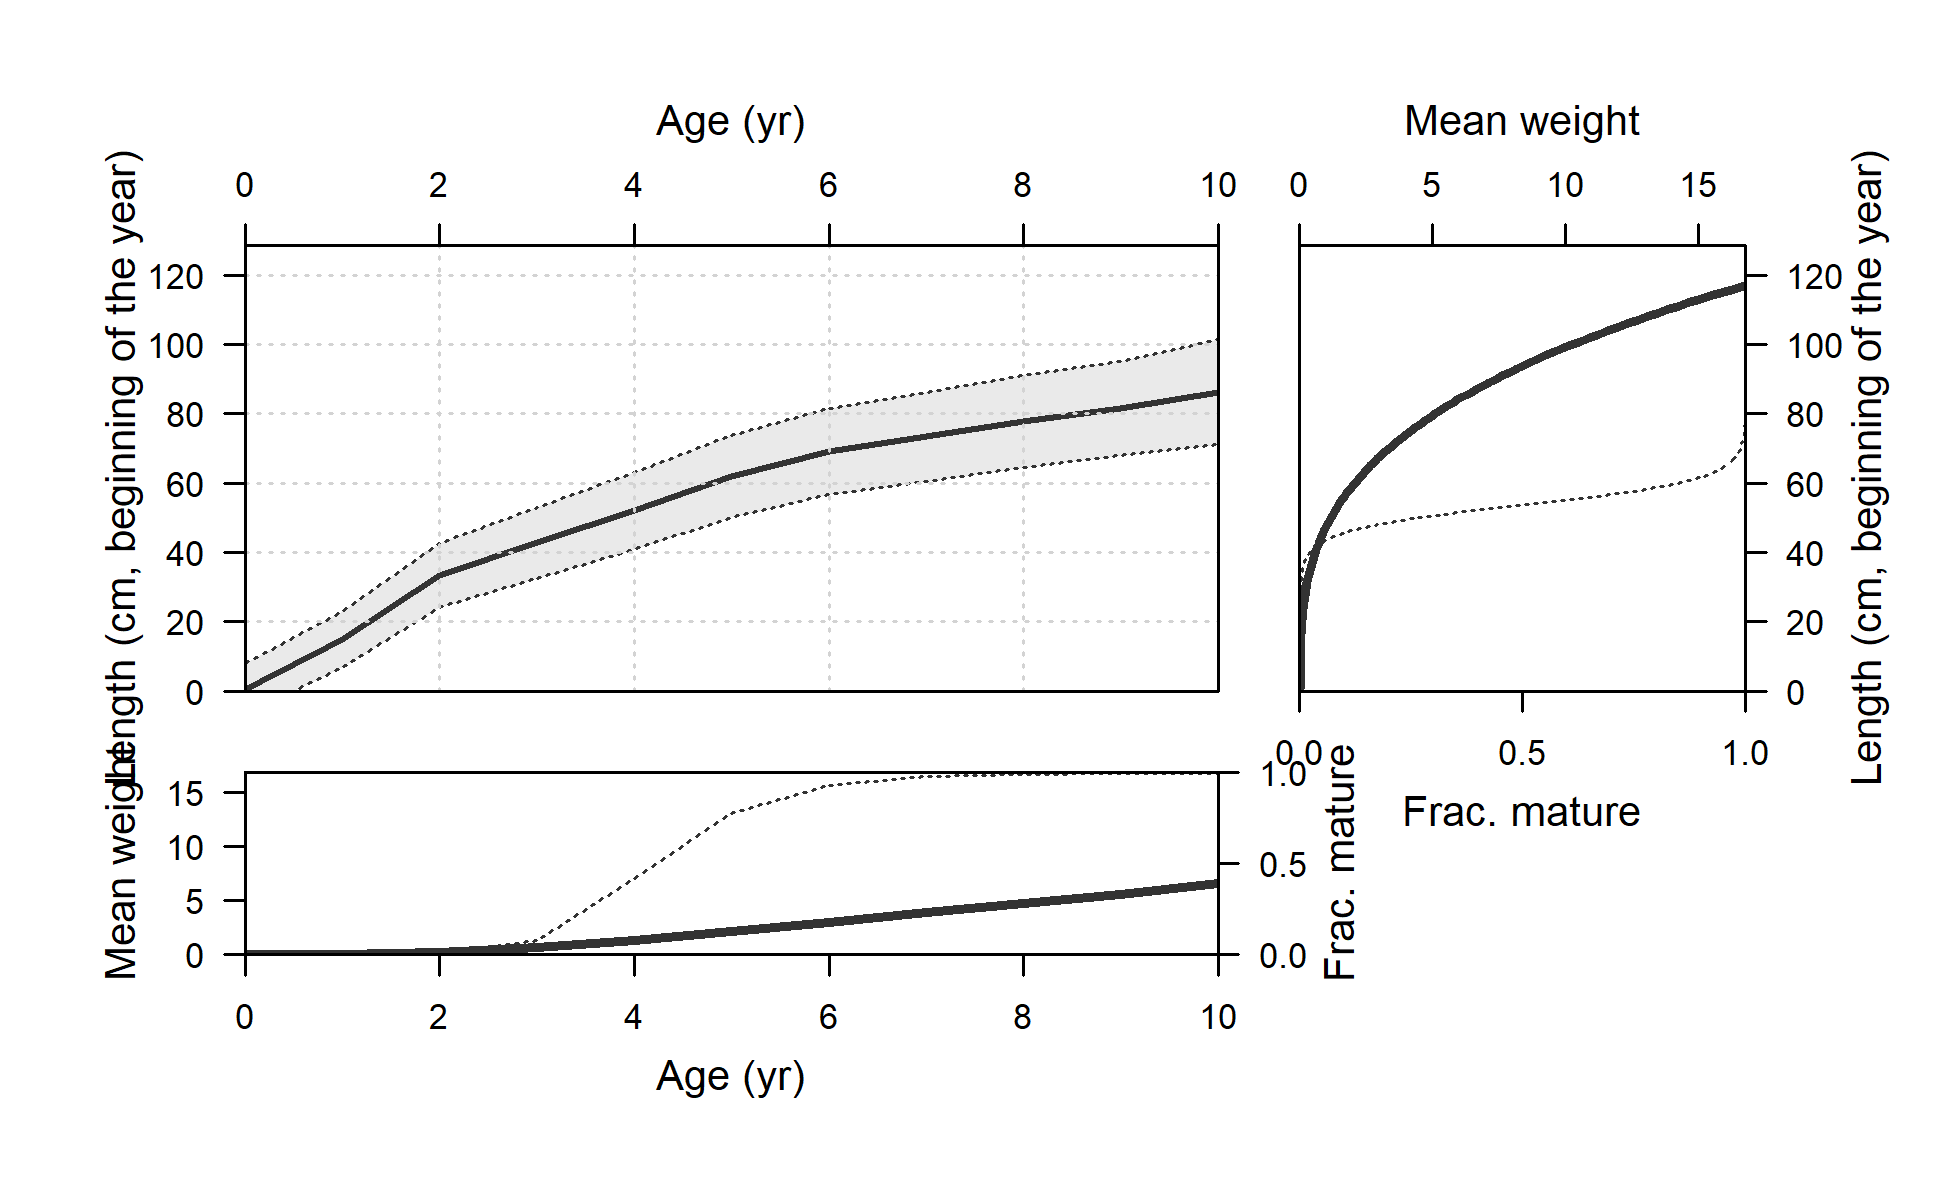 Age (yr)
Mean weight
0 2 4 6 8 10
0 5 10 15
Length (cm, beginning of the year)
120
100
80
60
40
20
0
120
100
80
60
40
20
0
Length (cm, beginning of the year)
0.0 0.5 1.0
Frac. mature
Mean weight
15
10
5
0
1.0
0.5
0.0
Frac. mature
0 2 4 6 8 10
Age (yr)